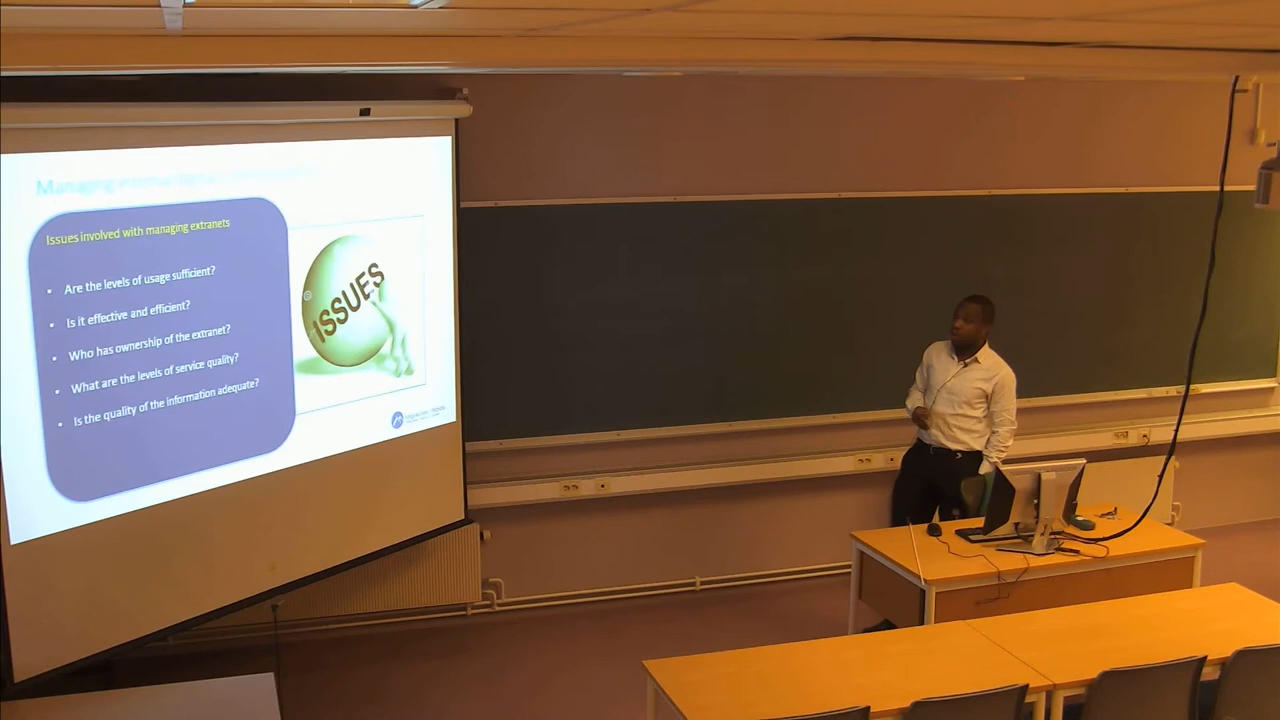 Managing
Issues involved with managing extranets
• Are the levels of usage sufficient?
• Is it effective and efficient?
• Who has ownership of the extranet?
• What are the levels of service quality?
• Is the quality of the information adequate?
ISSUES